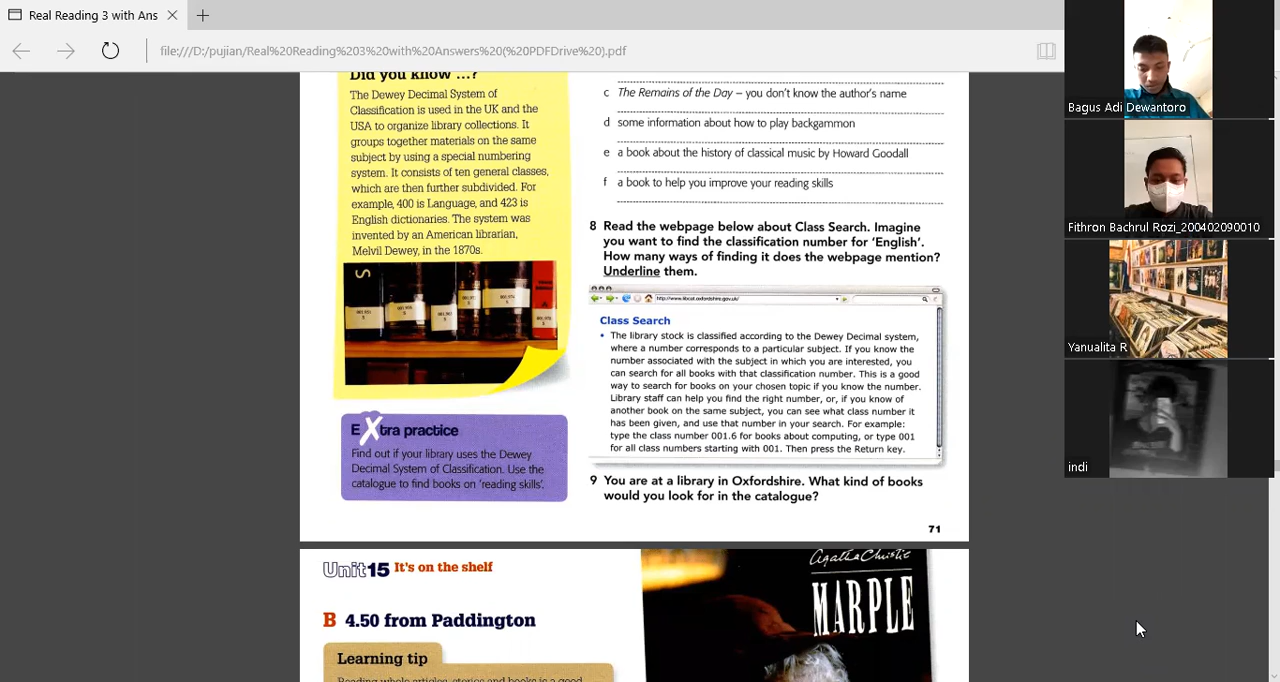 Real Reading 3 with Ans
file:///D:/pujian/Real%20Reading%203%20with%20Answers%20(%20PDFDrive%20).pdf
Did you know ...?
The Dewey Decimal System of
Classification is used in the UK and the
USA to organize library collections. It
groups together materials on the same
subject by using a special numbering
system. It consists of ten general classes,
which are then further subdivided. For
example, 400 is Language, and 423 is
English dictionaries. The system was
invented by an American librarian,
Melvil Dewey, in the 1870s.
Extra practice
Find out if your library uses the Dewey
Decimal System of Classification. Use the
catalogue to find books on 'reading skills'.
c The Remains of the Day – you don't know the author's name
d some information about how to play backgammon
e a book about the history of classical music by Howard Goodall
f a book to help you improve your reading skills
8 Read the webpage below about Class Search. Imagine
you want to find the classification number for 'English'.
How many ways of finding it does the webpage mention?
Underline them.
http://www.libcat.oxfordshire.gov.uk/
Class Search
• The library stock is classified according to the Dewey Decimal system,
where a number corresponds to a particular subject. If you know the
number associated with the subject in which you are interested, you
can search for all books with that classification number. This is a good
way to search for books on your chosen topic if you know the number.
Library staff can help you find the right number, or, if you know of
another book on the same subject, you can see what class number it
has been given, and use that number in your search. For example:
type the class number 001.6 for books about computing, or type 001
for all class numbers starting with 001. Then press the Return key.
9 You are at a library in Oxfordshire. What kind of books
would you look for in the catalogue?
71
Unit 15 It's on the shelf
B 4.50 from Paddington
Learning tip
Reading whole articles, stories and books is a good
Agatha Christie
MARPLE
Bagus Adi Dewantoro
Fithron Bachrul Rozi_200402090010
Yanualita R
indi